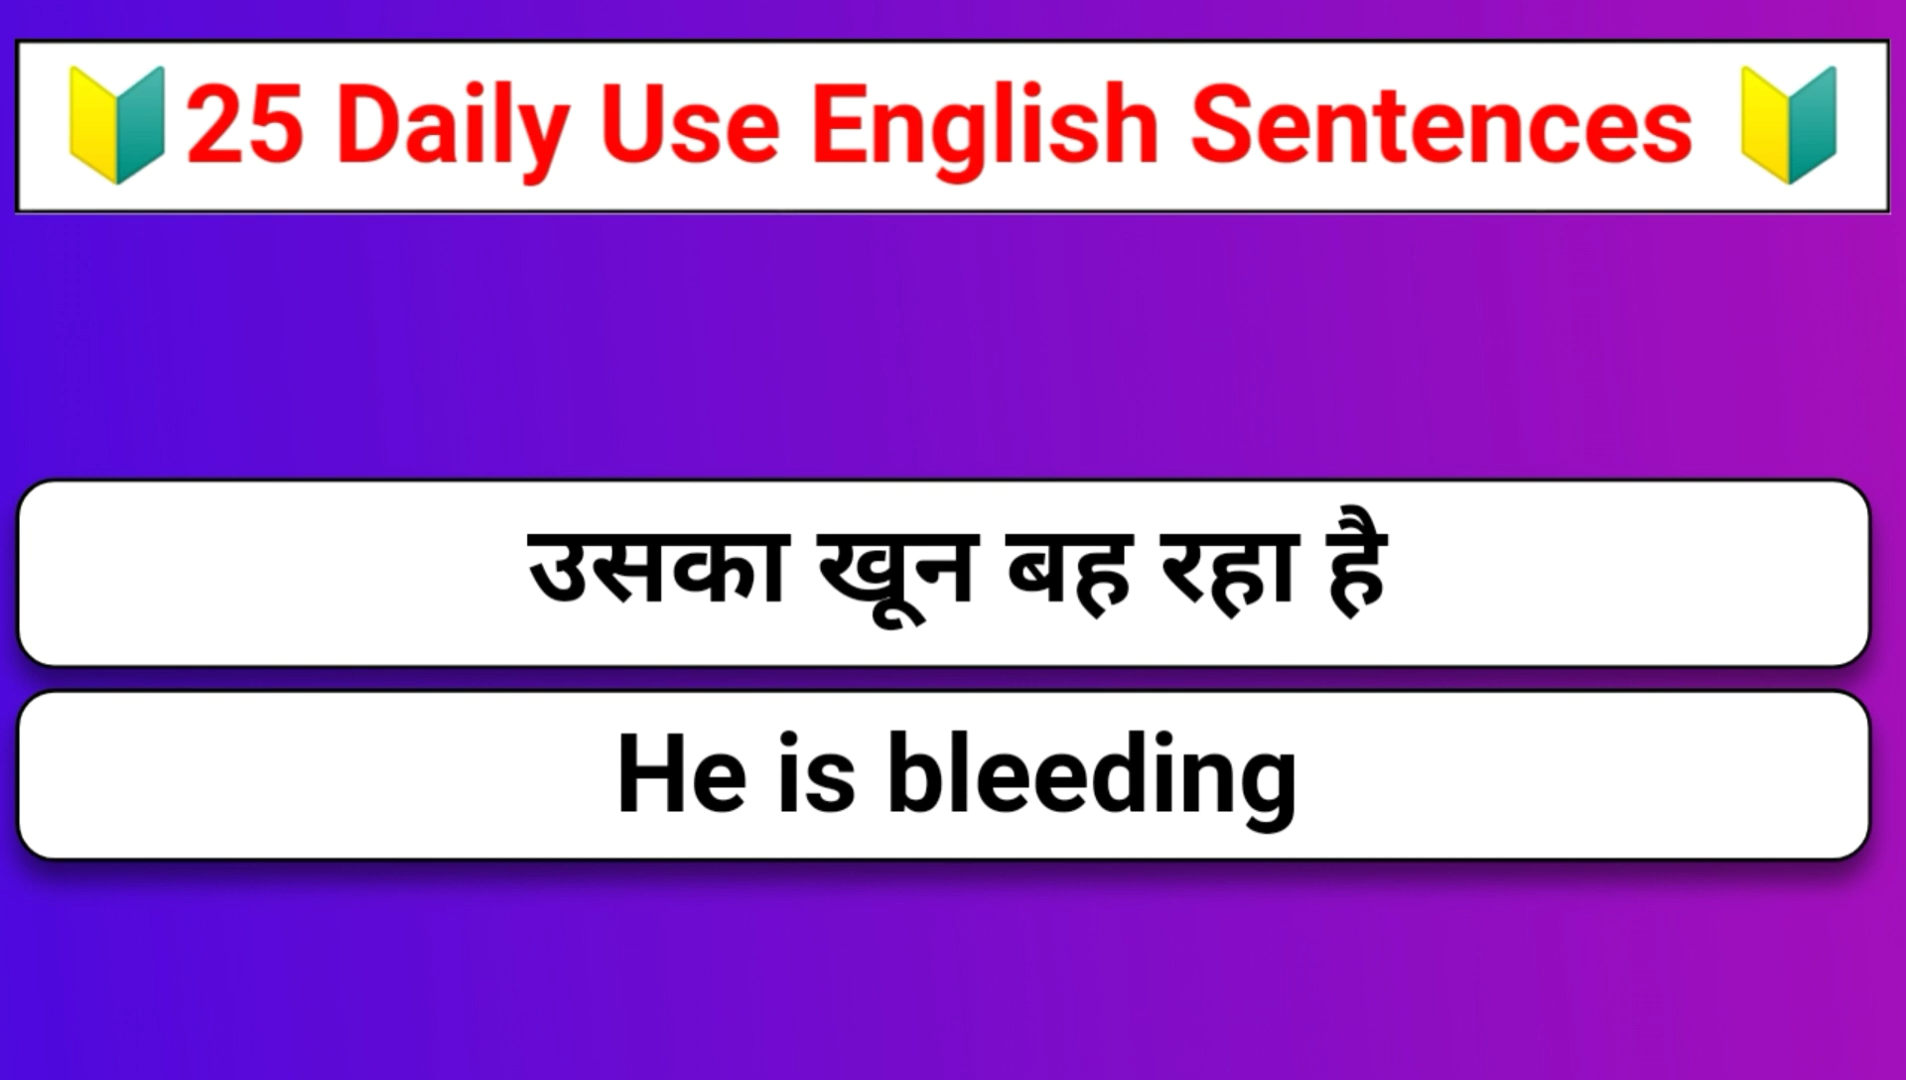 🔰25 Daily Use English Sentences 🔰
उसका खून बह रहा है
He is bleeding